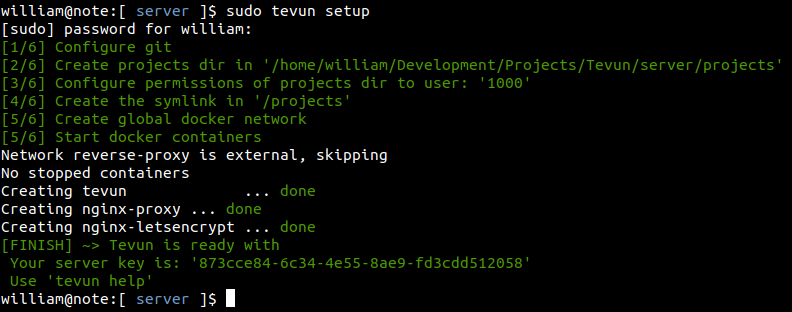 william@note:[ server ]$ sudo tevun setup
[sudo] password for william:
[1/6] Configure git
[2/6] Create projects dir in '/home/william/Development/Projects/Tevun/server/projects'
[3/6] Configure permissions of projects dir to user: '1000'
[4/6] Create the symlink in '/projects'
[5/6] Create global docker network
[5/6] Start docker containers
Network reverse-proxy is external, skipping
No stopped containers
Creating tevun             ... done
Creating nginx-proxy ... done
Creating nginx-letsencrypt ... done
[FINISH] ~> Tevun is ready with
 Your server key is: '873cce84-6c34-4e55-8ae9-fd3cdd512058'
 Use 'tevun help'
william@note:[ server ]$